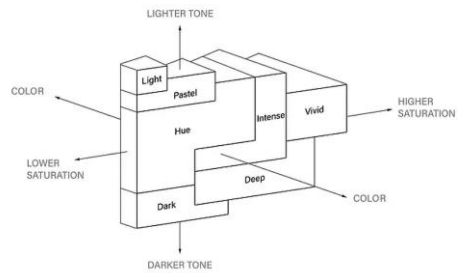 LIGHTER TONE
Light
Pastel
COLOR
HIGHER
SATURATION
Vivid
Intense
Hue
LOWER
SATURATION
Deep
COLOR
Dark
DARKER TONE